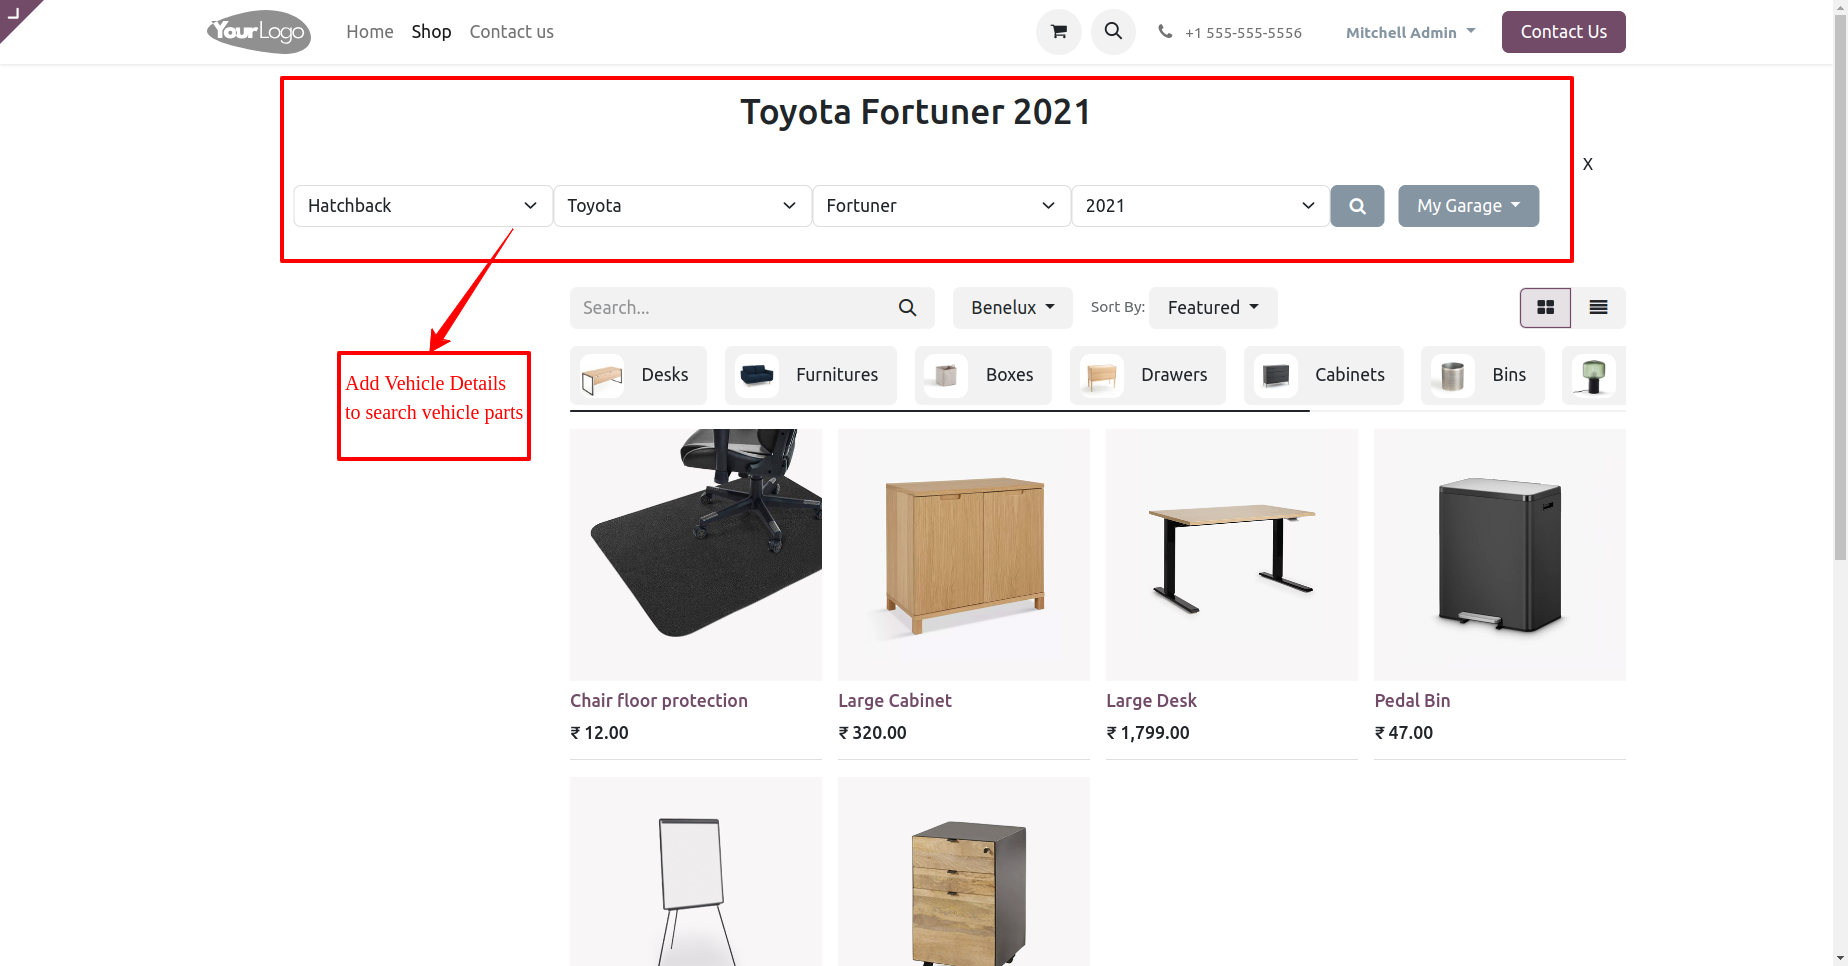 YourLogo
Home Shop Contact us
+1 555-555-5556
Mitchell Admin
Contact Us
Toyota Fortuner 2021
X
Hatchback Toyota Fortuner 2021 My Garage
Search... Benelux Sort By: Featured
Desks Furnitures Boxes Drawers Cabinets Bins
Add Vehicle Details
to search vehicle parts
Chair floor protection Large Cabinet Large Desk Pedal Bin
₹ 12.00 ₹ 320.00 ₹ 1,799.00 ₹ 47.00